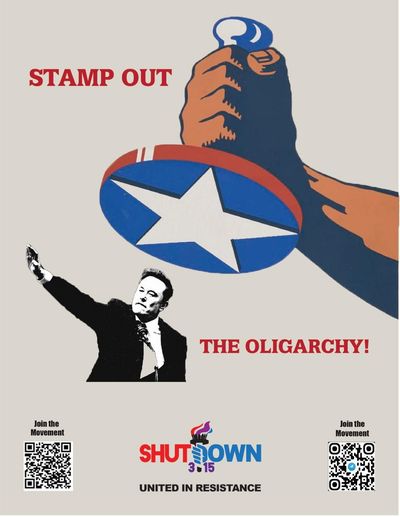 STAMP OUT
THE OLIGARCHY!
Join the
Movement
SHUTDOWN
3 15
UNITED IN RESISTANCE
Join the
Movement